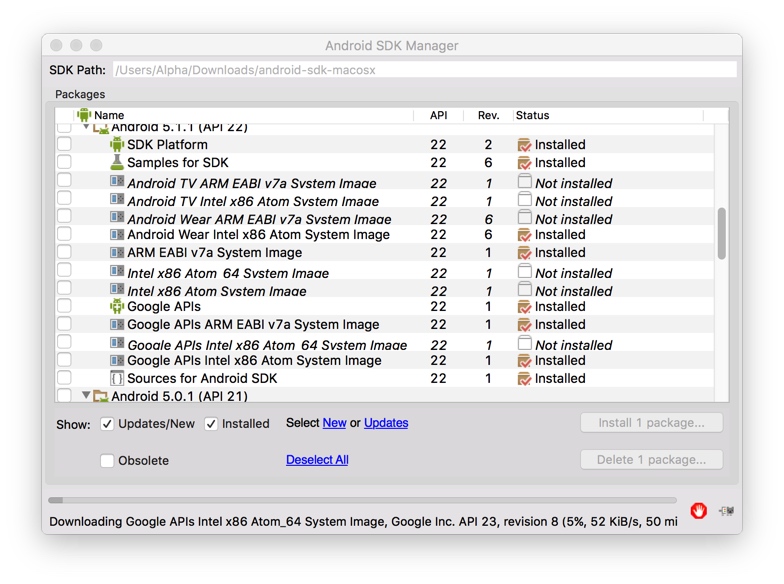 Android SDK Manager
SDK Path: /Users/Alpha/Downloads/android-sdk-macosx
Packages
Name API Rev. Status
Android 5.1.1 (API 22)
SDK Platform 22 2 Installed
Samples for SDK 22 6 Installed
Android TV ARM EABI v7a System Image 22 1 Not installed
Android TV Intel x86 Atom System Image 22 1 Not installed
Android Wear ARM EABI v7a System Image 22 6 Not installed
Android Wear Intel x86 Atom System Image 22 6 Installed
ARM EABI v7a System Image 22 1 Installed
Intel x86 Atom_64 System Image 22 1 Not installed
Intel x86 Atom System Image 22 1 Not installed
Google APIs 22 1 Installed
Google APIs ARM EABI v7a System Image 22 1 Installed
Google APIs Intel x86 Atom_64 System Image 22 1 Not installed
Google APIs Intel x86 Atom System Image 22 1 Installed
Sources for Android SDK 22 1 Installed
Android 5.0.1 (API 21)
Show: Updates/New Installed Select New or Updates Install 1 package...
Obsolete Deselect All Delete 1 package...
Downloading Google APIs Intel x86 Atom_64 System Image, Google Inc. API 23, revision 8 (5%, 52 KiB/s, 50 mi